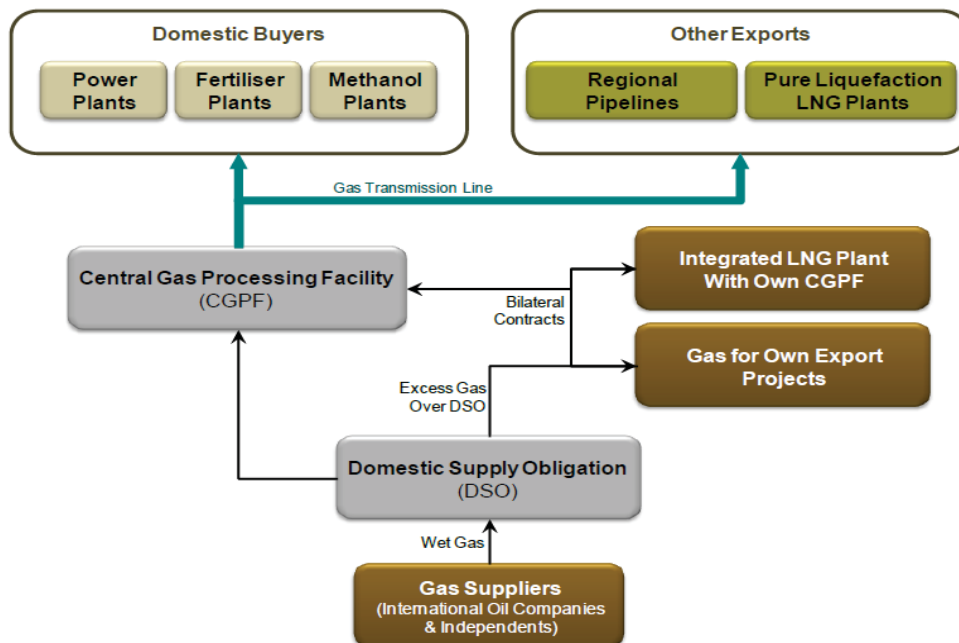 Domestic Buyers
Power
Plants
Fertiliser
Plants
Methanol
Plants
Other Exports
Regional
Pipelines
Pure Liquefaction
LNG Plants
Gas Transmission Line
Central Gas Processing Facility
(CGPF)
Integrated LNG Plant
With Own CGPF
Bilateral
Contracts
Gas for Own Export
Projects
Excess Gas
Over DSO
Domestic Supply Obligation
(DSO)
Wet Gas
Gas Suppliers
(International Oil Companies
& Independents)